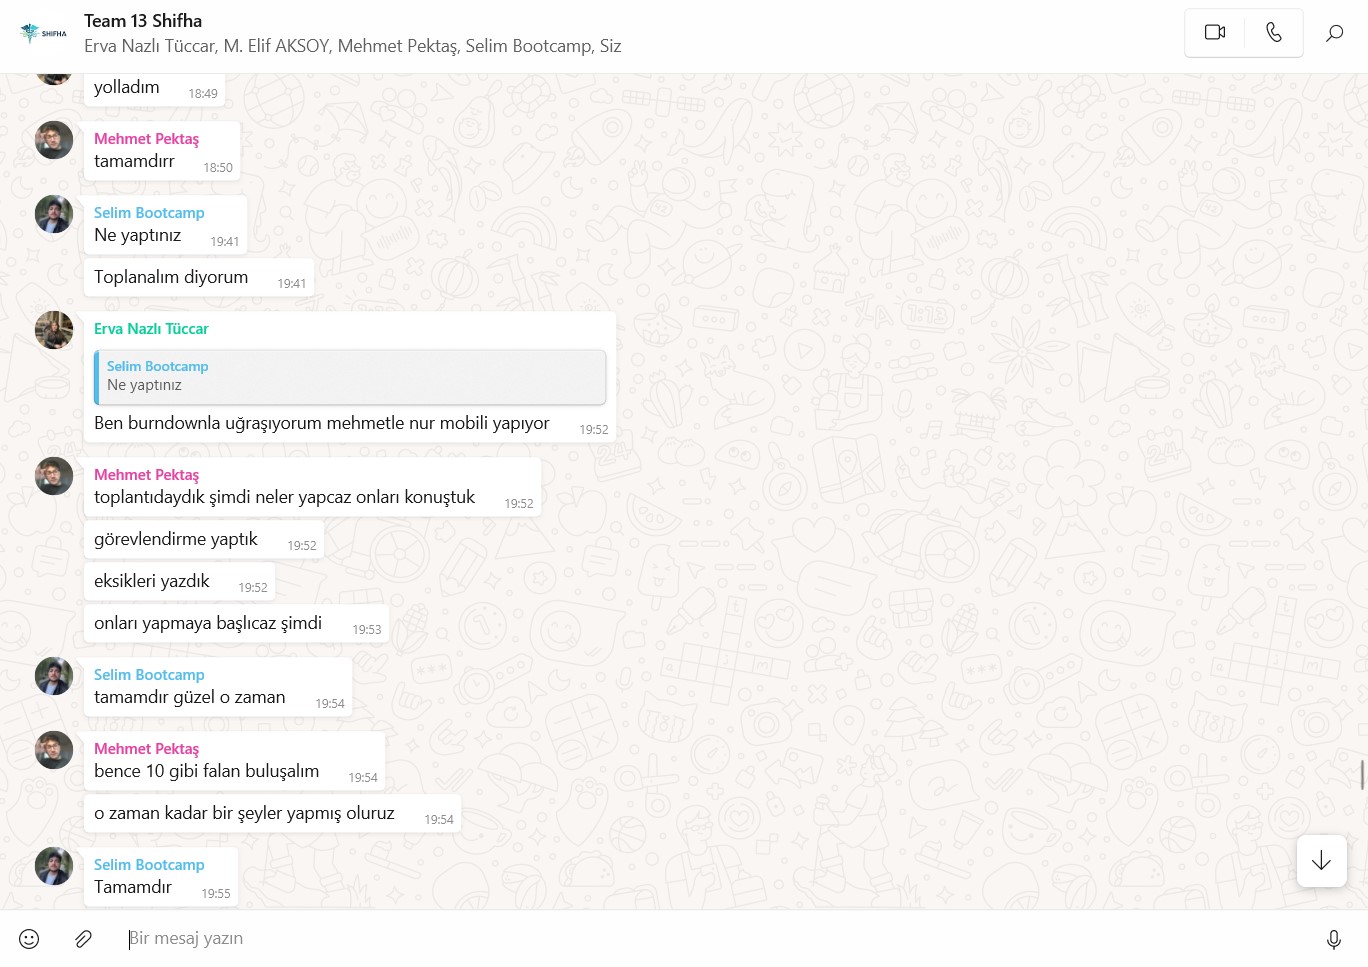 SHIFHA
Team 13 Shifha
Erva Nazlı Tüccar, M. Elif AKSOY, Mehmet Pektaş, Selim Bootcamp, Siz
yolladım 18:49
Mehmet Pektaş
tamamdırr 18:50
Selim Bootcamp
Ne yaptınız 19:41
Toplanalım diyorum 19:41
Erva Nazlı Tüccar
Selim Bootcamp
Ne yaptınız
Ben burndownla uğraşıyorum mehmetle nur mobili yapıyor 19:52
Mehmet Pektaş
toplantıdaydık şimdi neler yapcaz onları konuştuk 19:52
görevlendirme yaptık 19:52
eksikleri yazdık 19:52
onları yapmaya başlıcaz şimdi 19:53
Selim Bootcamp
tamamdır güzel o zaman 19:54
Mehmet Pektaş
bence 10 gibi falan buluşalım 19:54
o zaman kadar bir şeyler yapmış oluruz 19:54
Selim Bootcamp
Tamamdır 19:55
Bir mesaj yazın